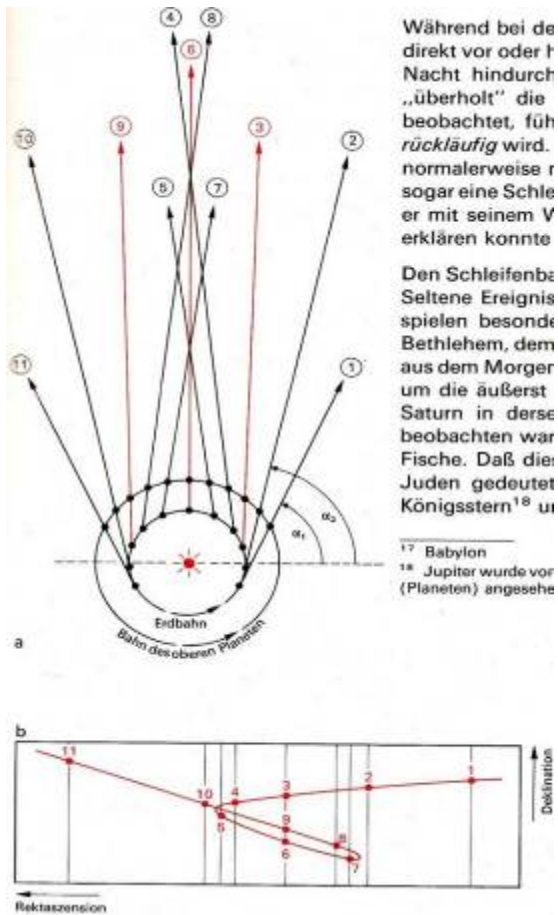 Während bei de
direkt vor oder h
Nacht hindurch
„überholt" die
beobachtet, füh
rückläufig wird.
normalerweise r
sogar eine Schle
er mit seinem W
erklären konnte
Den Schleifenba
Seltene Ereignis
spielen besonde
Bethlehem, dem
aus dem Morgen
um die äußerst
Saturn in derse
beobachten war
Fische. Daß dies
Juden gedeutet
Königsstern¹⁸ ur
¹⁷ Babylon
¹⁸ Jupiter wurde vor
(Planeten) angesehe
4
8
6
10
9
3
2
5
7
11
1
α₁
α₂
Erdbahn
Bahn des oberen Planeten
a
b
11
10
4
3
2
1
5
9
6
8
7
Deklination
Rektaszension